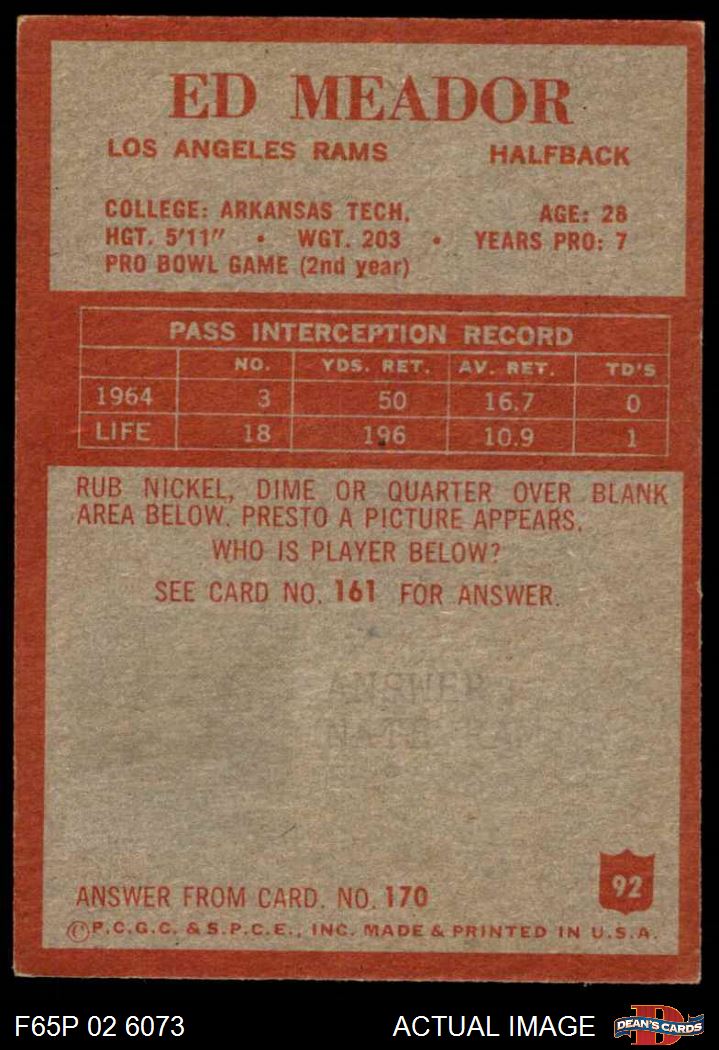 ED MEADOR
LOS ANGELES RAMS HALFBACK
COLLEGE: ARKANSAS TECH. AGE: 28
HGT. 5'11" • WGT. 203 • YEARS PRO: 7
PRO BOWL GAME (2nd year)
PASS INTERCEPTION RECORD
NO. YDS. RET. AV. RET. TD'S
1964 3 50 16.7 0
LIFE 18 196 10.9 1
RUB NICKEL, DIME OR QUARTER OVER BLANK
AREA BELOW. PRESTO A PICTURE APPEARS.
WHO IS PLAYER BELOW?
SEE CARD NO. 161 FOR ANSWER.
ANSWER
NATE
92
ANSWER FROM CARD. NO. 170
©P.C.G.C. & S.P.C.E., INC. MADE & PRINTED IN U.S.A.
F65P 02 6073 ACTUAL IMAGE DEAN'S CARDS